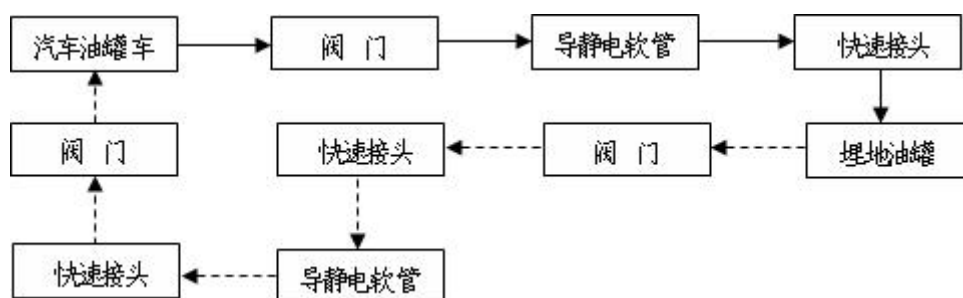 汽车油罐车
阀 门
导静电软管
快速接头
阀 门
快速接头
阀 门
埋地油罐
快速接头
导静电软管